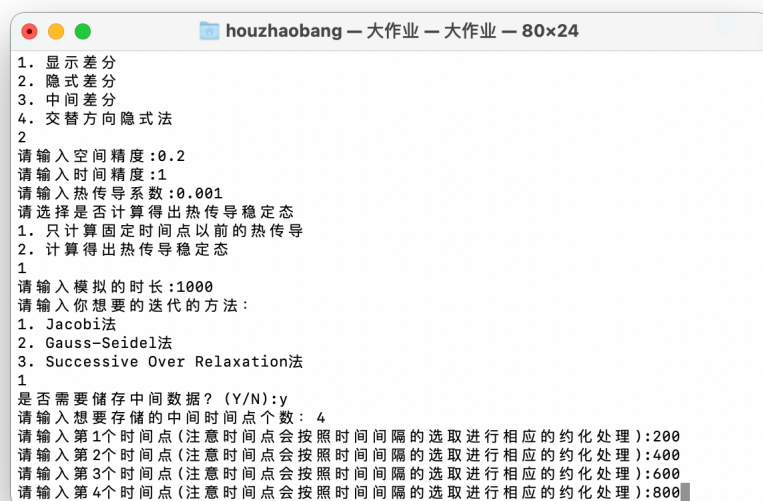 houzhaobang — 大作业 — 大作业 — 80×24
1. 显示差分
2. 隐式差分
3. 中间差分
4. 交替方向隐式法
2
请输入空间精度:0.2
请输入时间精度:1
请输入热传导系数:0.001
请选择是否计算得出热传导稳定态
1. 只计算固定时间点以前的热传导
2. 计算得出热传导稳定态
1
请输入模拟的时长:1000
请输入你想要的迭代的方法:
1. Jacobi法
2. Gauss-Seidel法
3. Successive Over Relaxation法
1
是否需要储存中间数据? (Y/N):y
请输入想要存储的中间时间点个数: 4
请输入第1个时间点(注意时间点会按照时间间隔的选取进行相应的约化处理):200
请输入第2个时间点(注意时间点会按照时间间隔的选取进行相应的约化处理):400
请输入第3个时间点(注意时间点会按照时间间隔的选取进行相应的约化处理):600
请输入第4个时间点(注意时间点会按照时间间隔的选取进行相应的约化处理):800